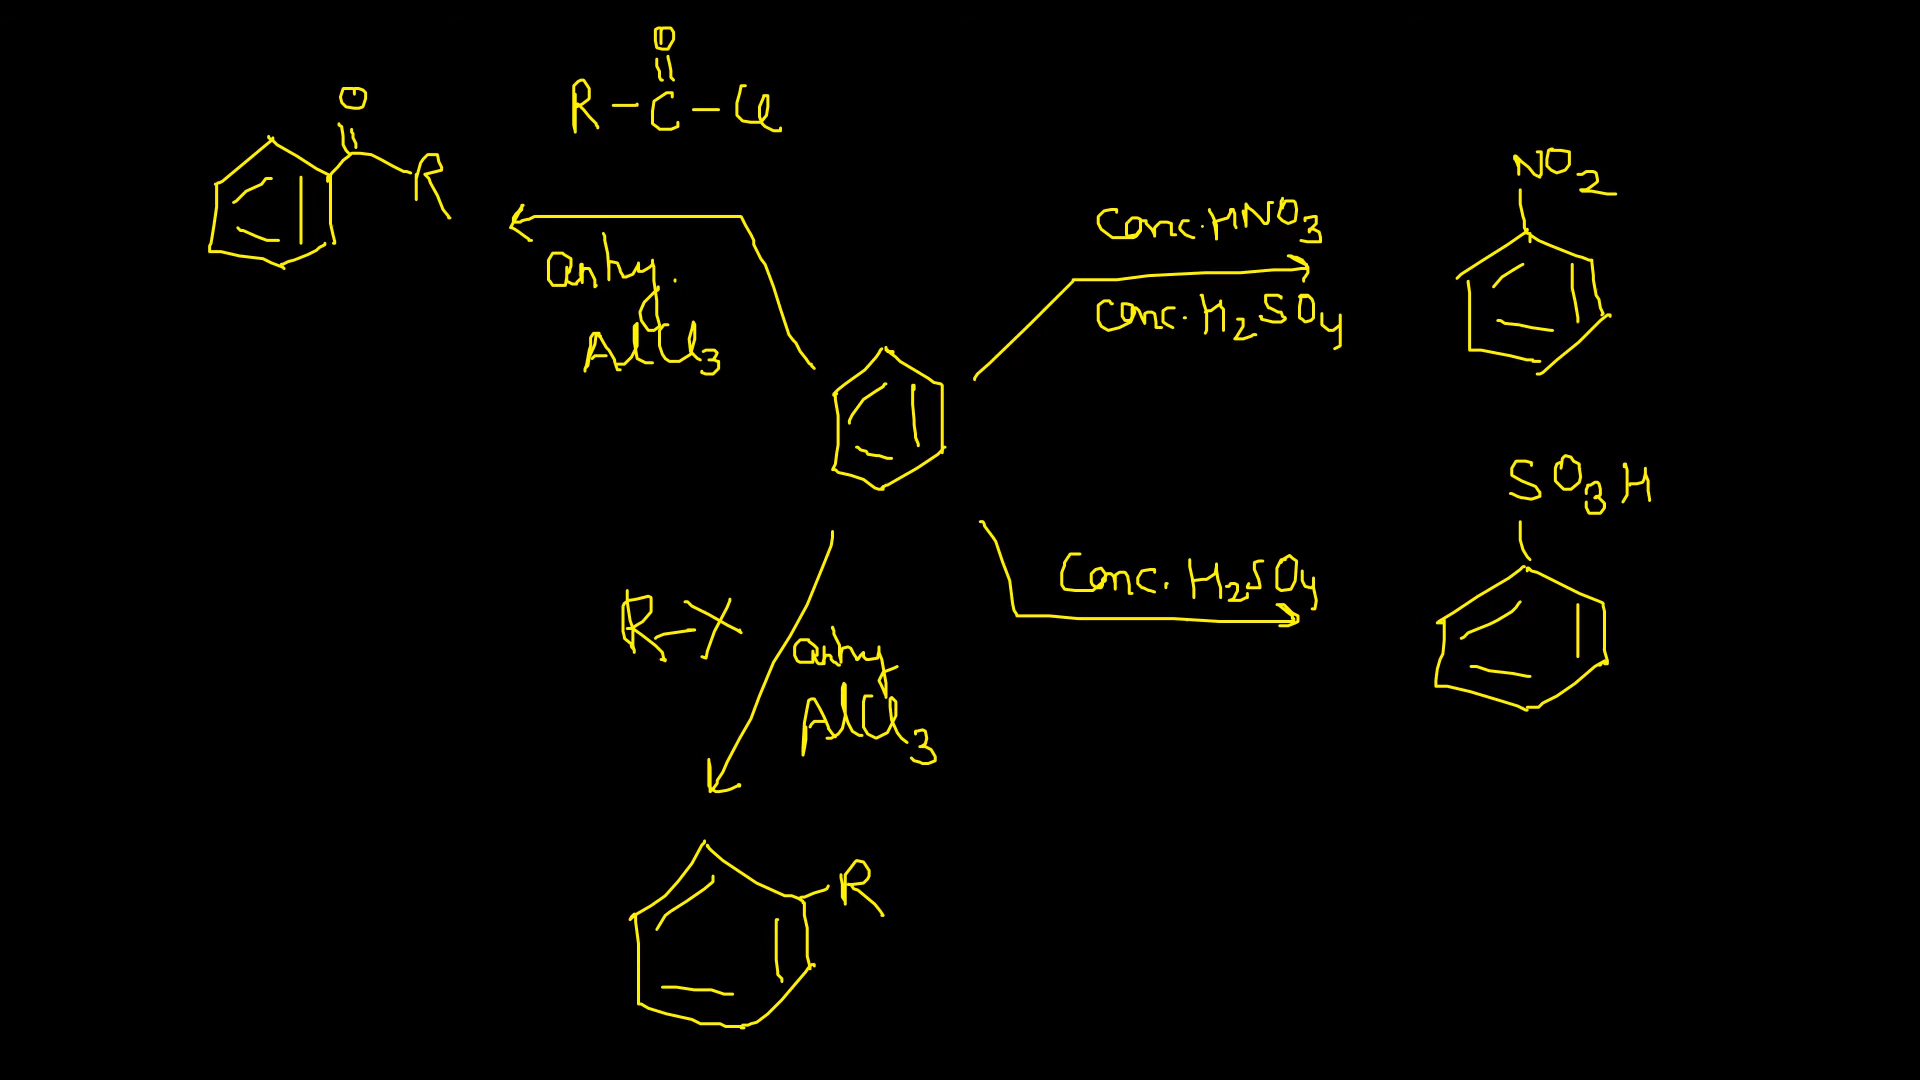 O
R-C-Cl
O
R
anhy.
AlCl3
NO2
Conc.HNO3
Conc.H2SO4
SO3H
Conc.H2SO4
R-X
anhy
AlCl3
R